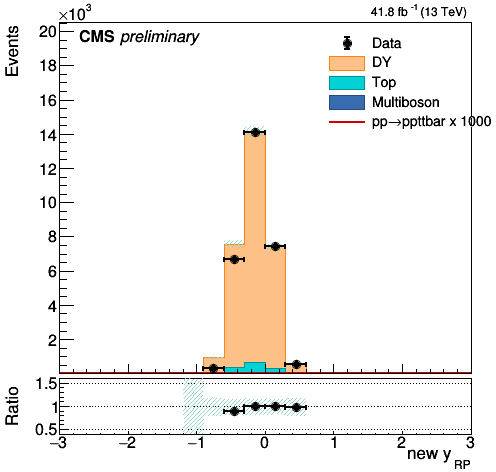 ×10³ 41.8 fb⁻¹ (13 TeV)
CMS preliminary
Events
20
18
16
14
12
10
8
6
4
2
Data
DY
Top
Multiboson
pp→ppttbar x 1000
Ratio
1.5
1
0.5
−3 −2 −1 0 1 2 3
new y_RP